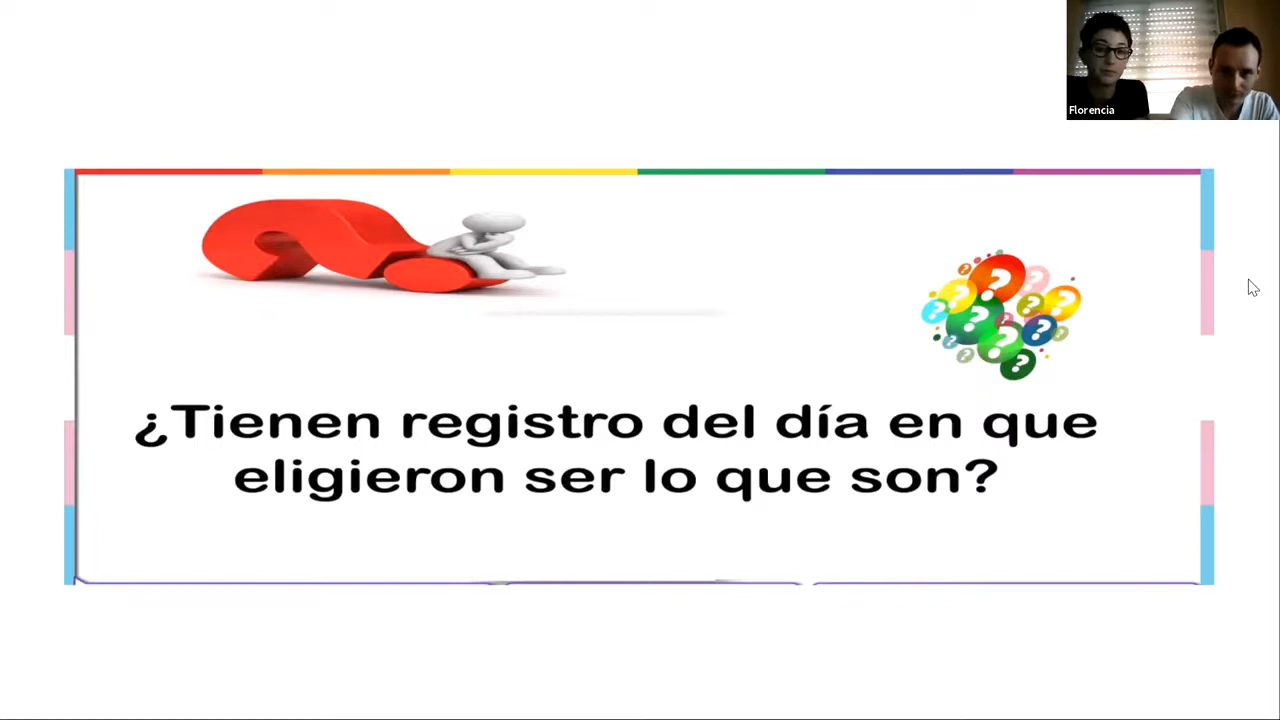 Florencia
¿Tienen registro del día en que
eligieron ser lo que son?